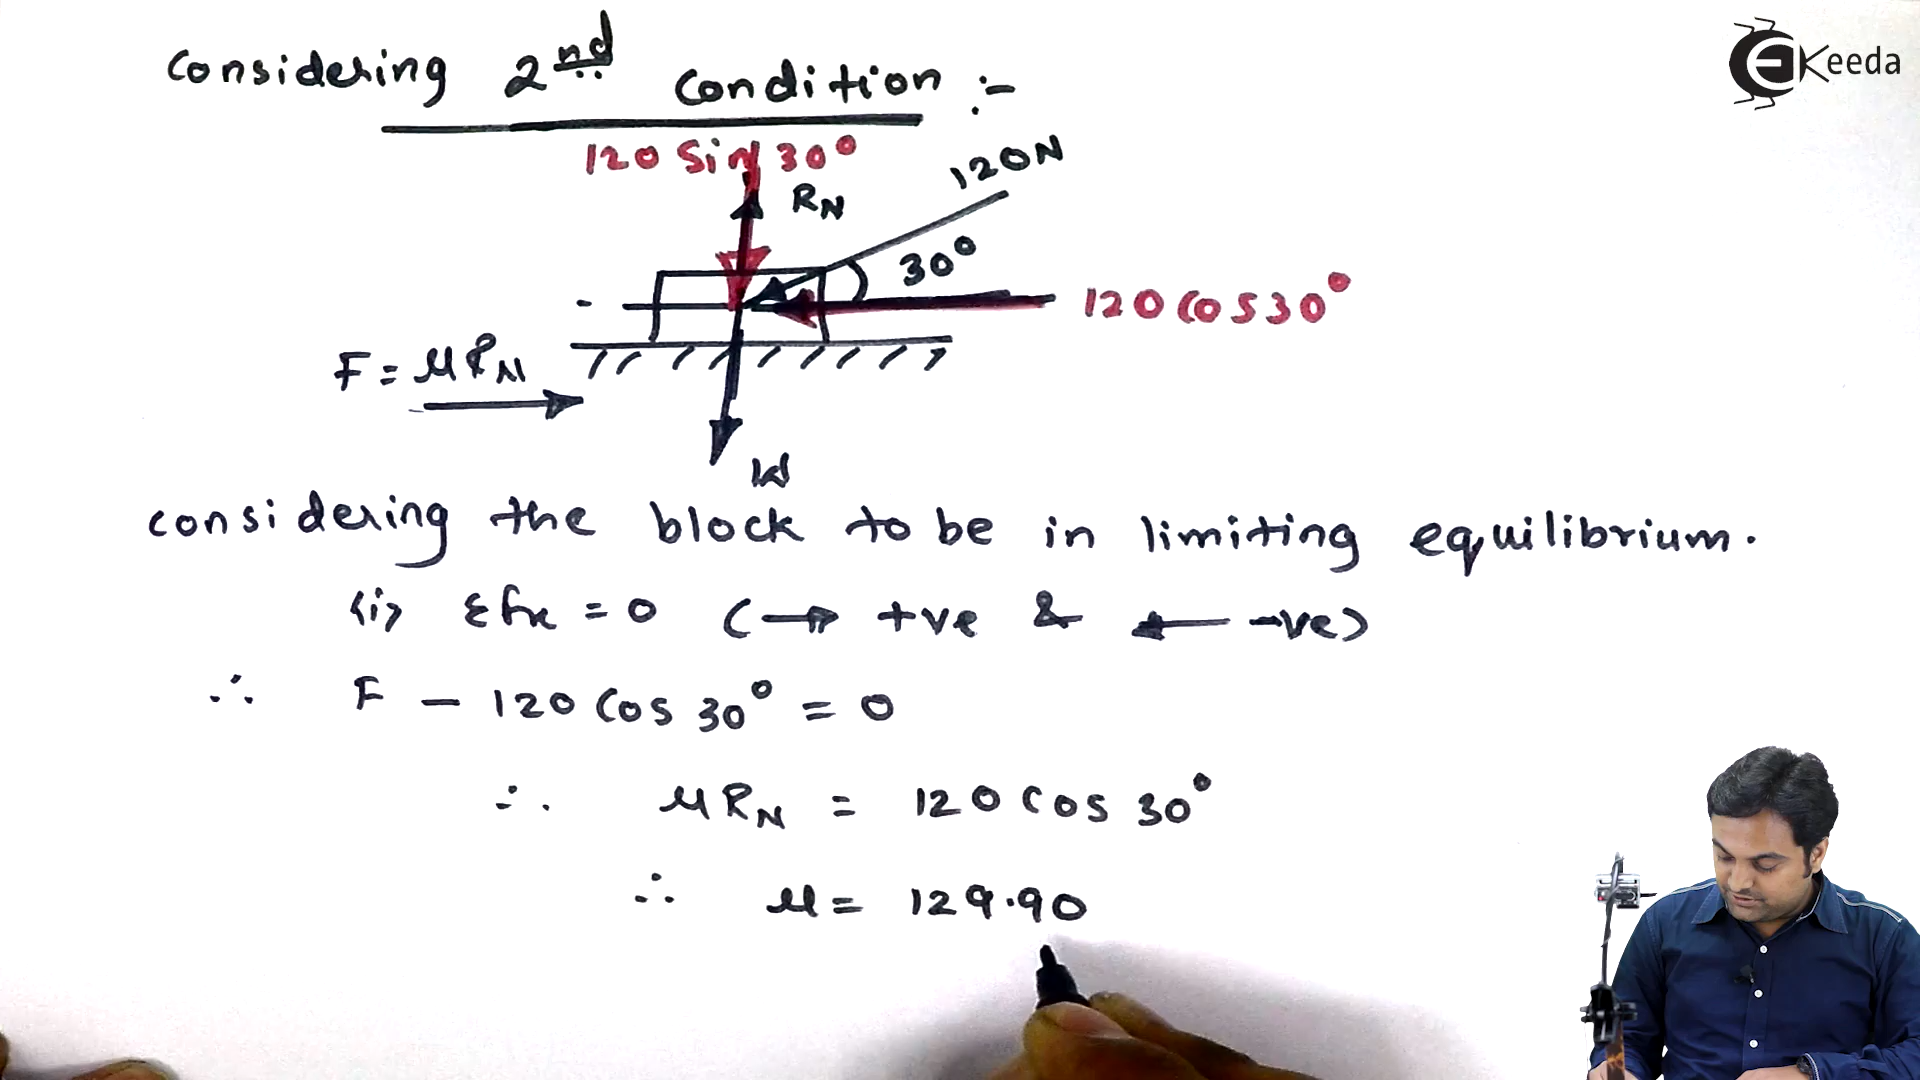 considering 2nd condition :-
EKeeda
120 Sin 30°
120N
RN
30°
120 cos 30°
F = μRN
W
considering the block to be in limiting equilibrium.
(i) Σfx = 0 (→ +ve & ← -ve)
∴ F - 120 cos 30° = 0
∴ μRN = 120 cos 30°
∴ μ = 129.90